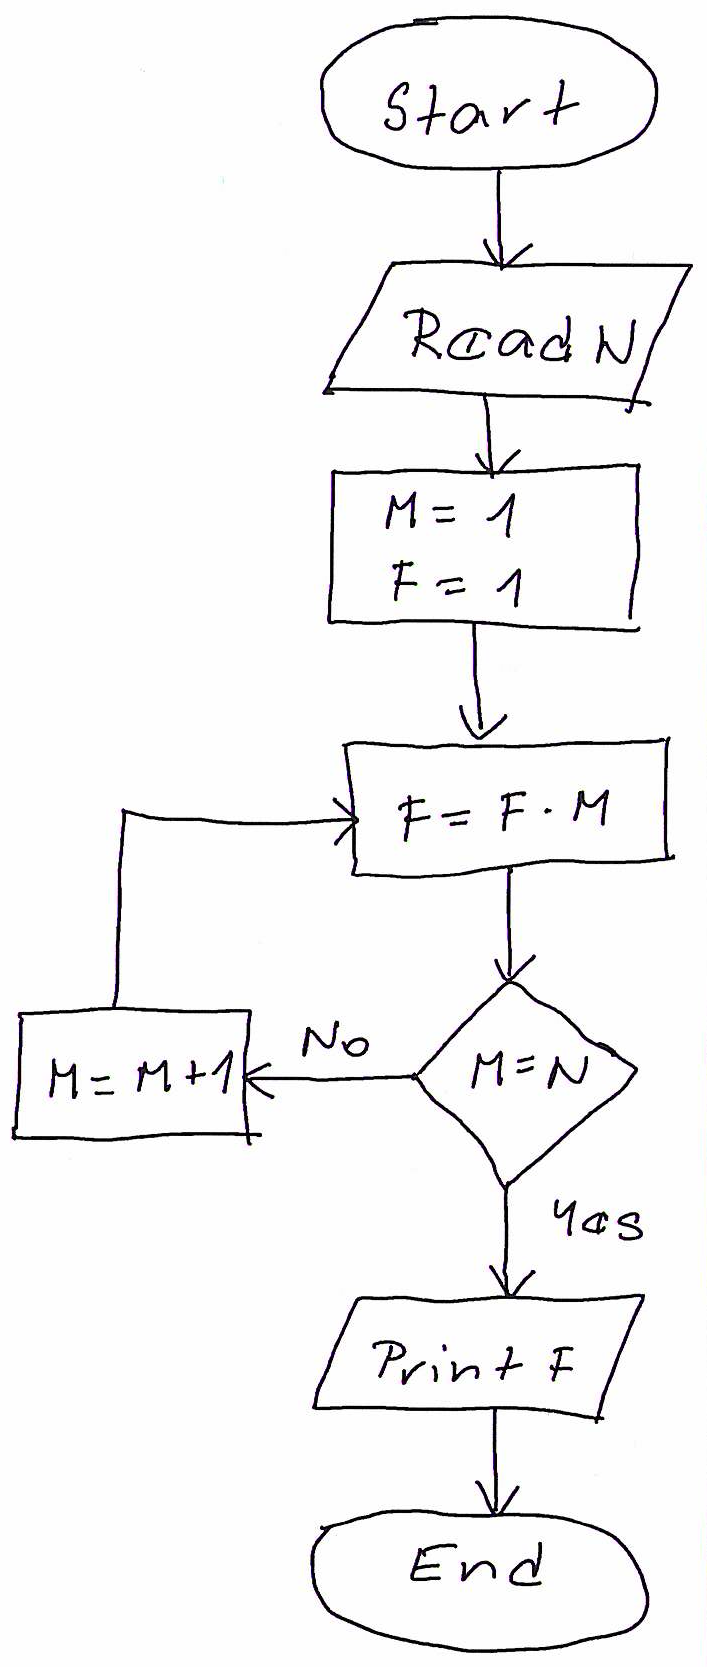 Start
Read N
M = 1
F = 1
F = F · M
No
M = N
M = M + 1
Yes
Print F
End